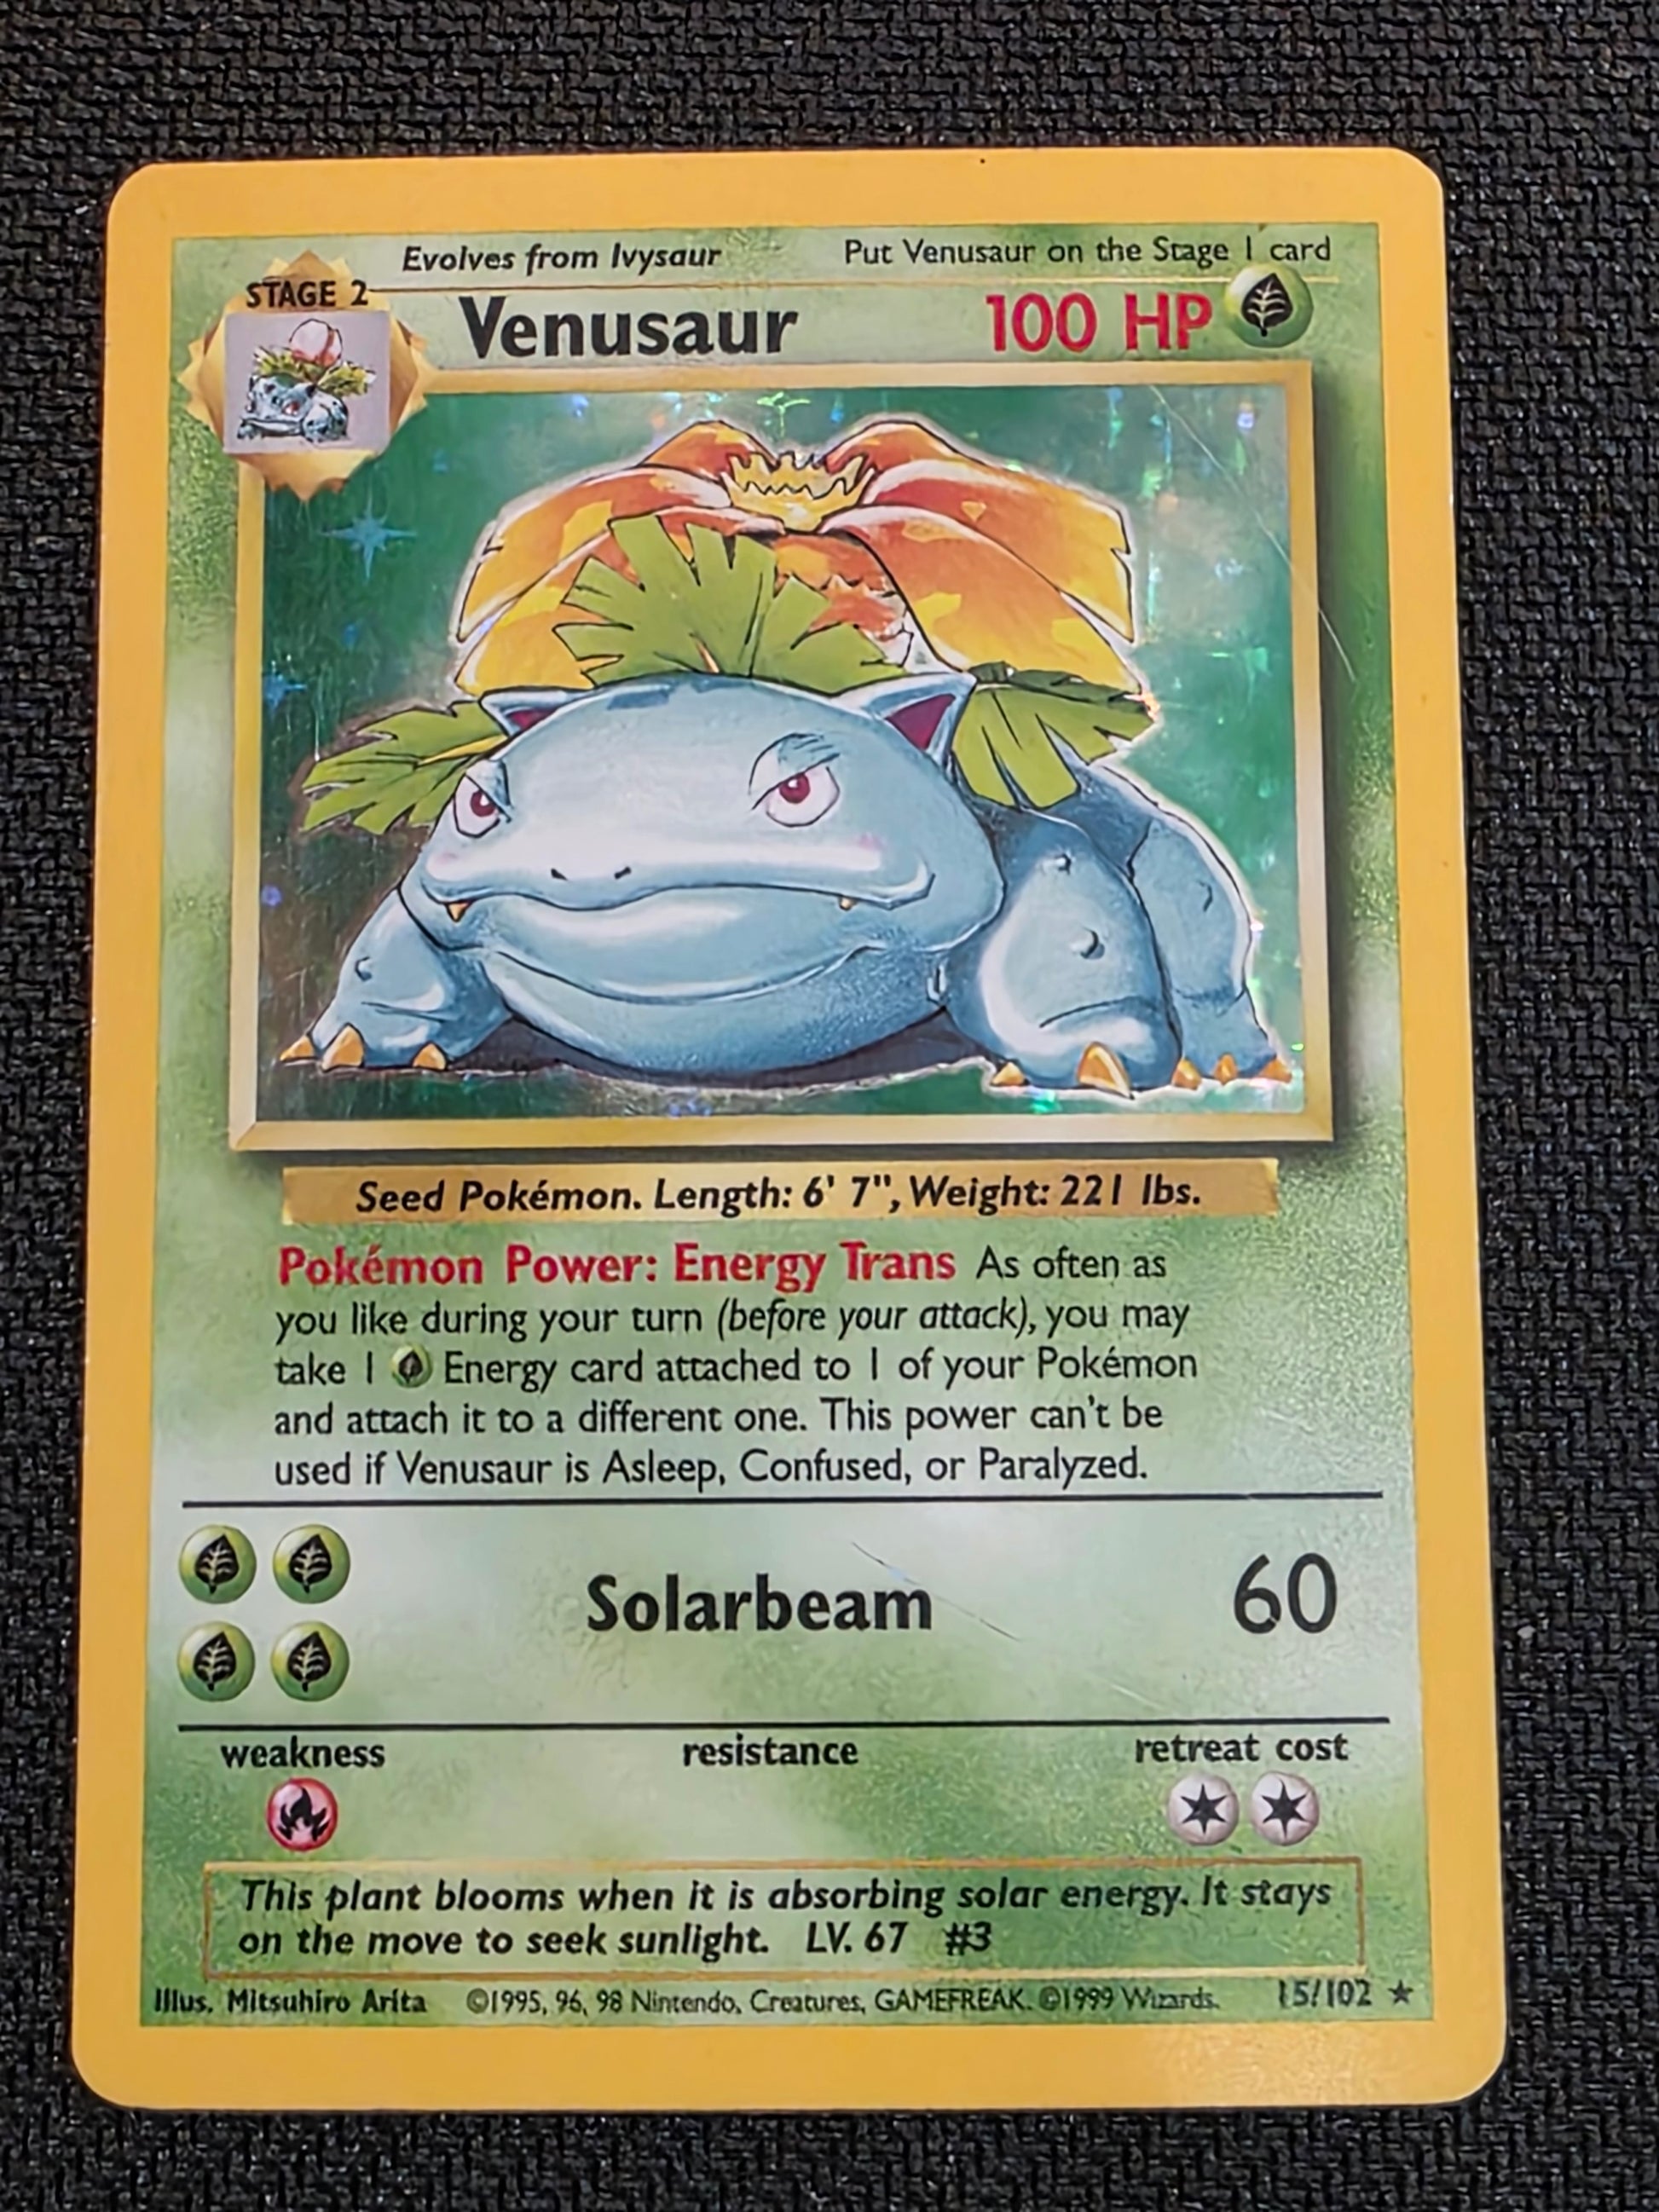 Evolves from Ivysaur Put Venusaur on the Stage 1 card
STAGE 2
Venusaur 100 HP
Seed Pokémon. Length: 6' 7", Weight: 221 lbs.
Pokémon Power: Energy Trans As often as
you like during your turn (before your attack), you may
take 1 Energy card attached to 1 of your Pokémon
and attach it to a different one. This power can't be
used if Venusaur is Asleep, Confused, or Paralyzed.
Solarbeam 60
weakness resistance retreat cost
This plant blooms when it is absorbing solar energy. It stays
on the move to seek sunlight. LV. 67 #3
Illus. Mitsuhiro Arita ©1995, 96, 98 Nintendo, Creatures, GAMEFREAK. ©1999 Wizards. 15/102 ★